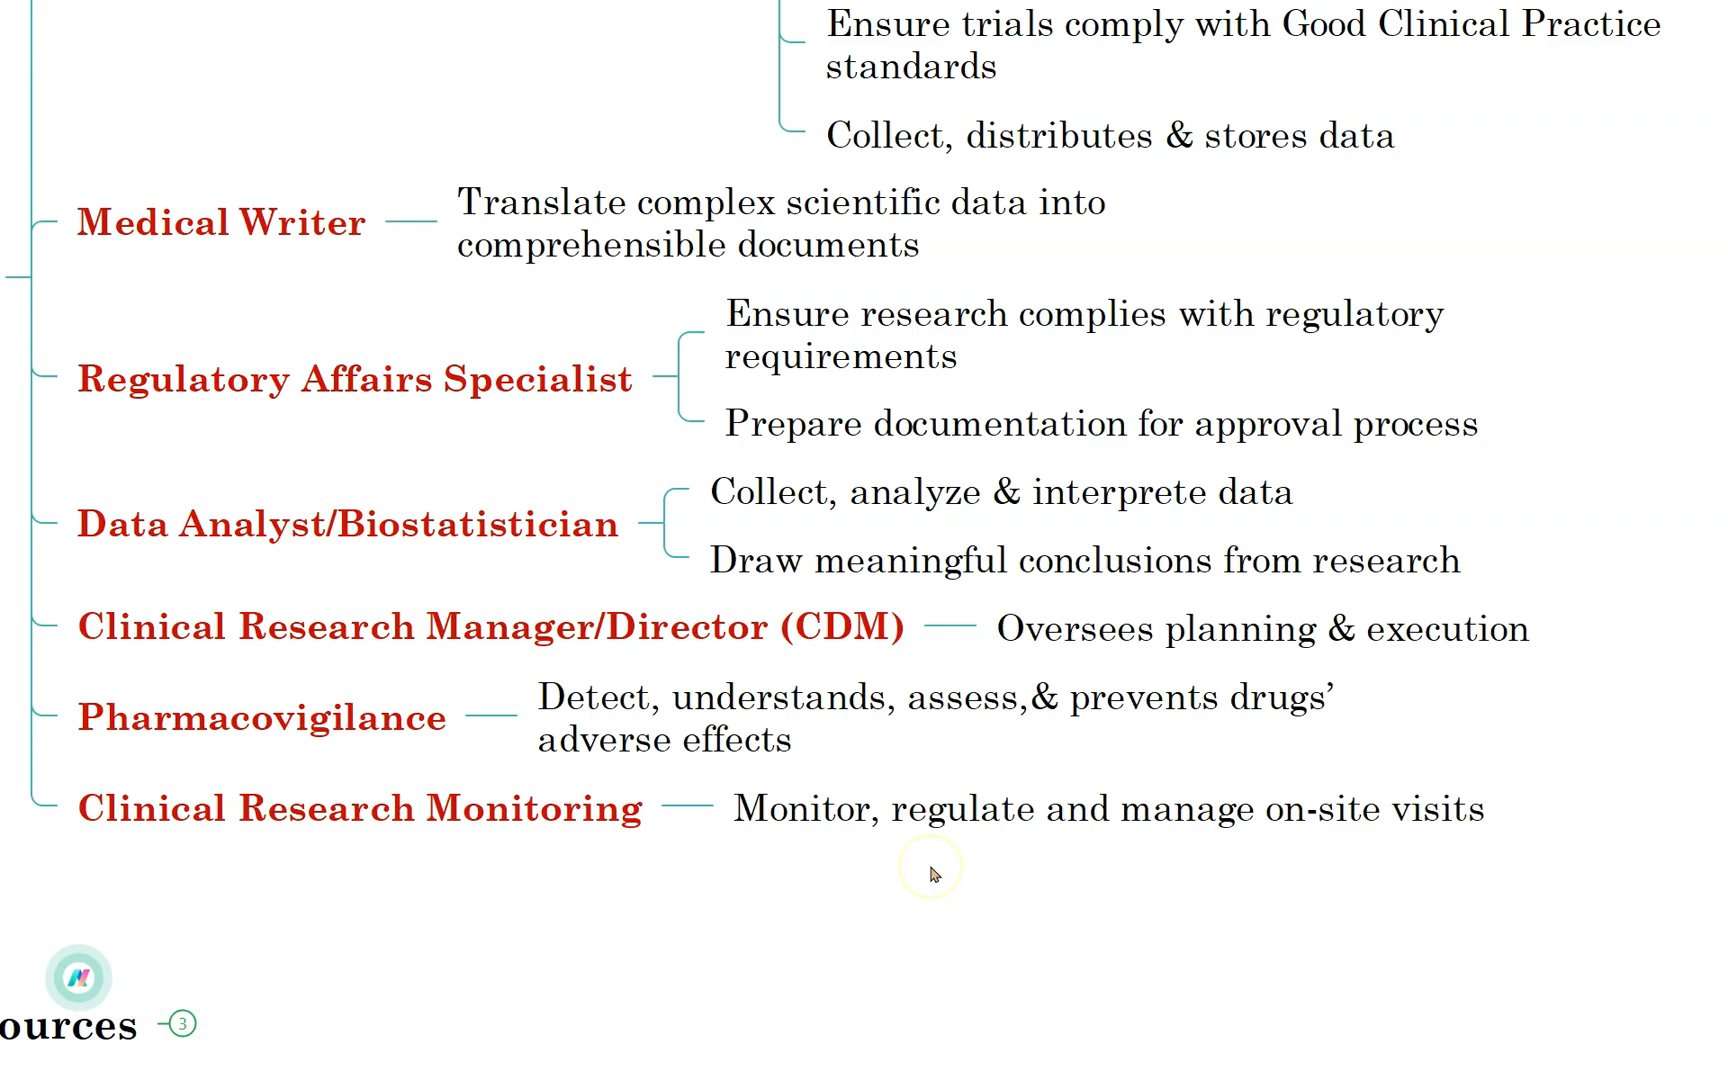 Ensure trials comply with Good Clinical Practice
standards
Collect, distributes & stores data
Medical Writer
Translate complex scientific data into
comprehensible documents
Regulatory Affairs Specialist
Ensure research complies with regulatory
requirements
Prepare documentation for approval process
Data Analyst/Biostatistician
Collect, analyze & interprete data
Draw meaningful conclusions from research
Clinical Research Manager/Director (CDM)
Oversees planning & execution
Pharmacovigilance
Detect, understands, assess,& prevents drugs’
adverse effects
Clinical Research Monitoring
Monitor, regulate and manage on-site visits
ources
3